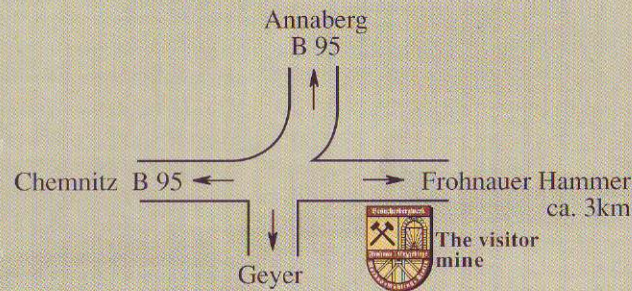 Annaberg
B 95
Chemnitz B 95
Frohnauer Hammer
ca. 3km
The visitor
mine
Geyer